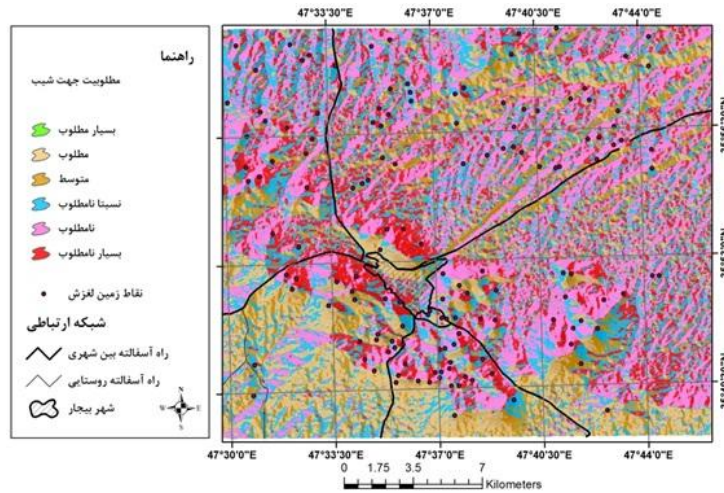 47°33'30"E 47°37'0"E 47°40'30"E 47°44'0"E
راهنما
مطلوبیت جهت شیب
بسیار مطلوب
مطلوب
متوسط
نسبتا نامطلوب
نامطلوب
بسیار نامطلوب
نقاط زمین لغزش
شبکه ارتباطی
راه آسفالته بین شهری
راه آسفالته روستایی
شهر بیجار
N
W E
S
47°30'0"E 47°33'30"E 47°37'0"E 47°40'30"E 47°44'0"E
0 1.75 3.5 7
Kilometers